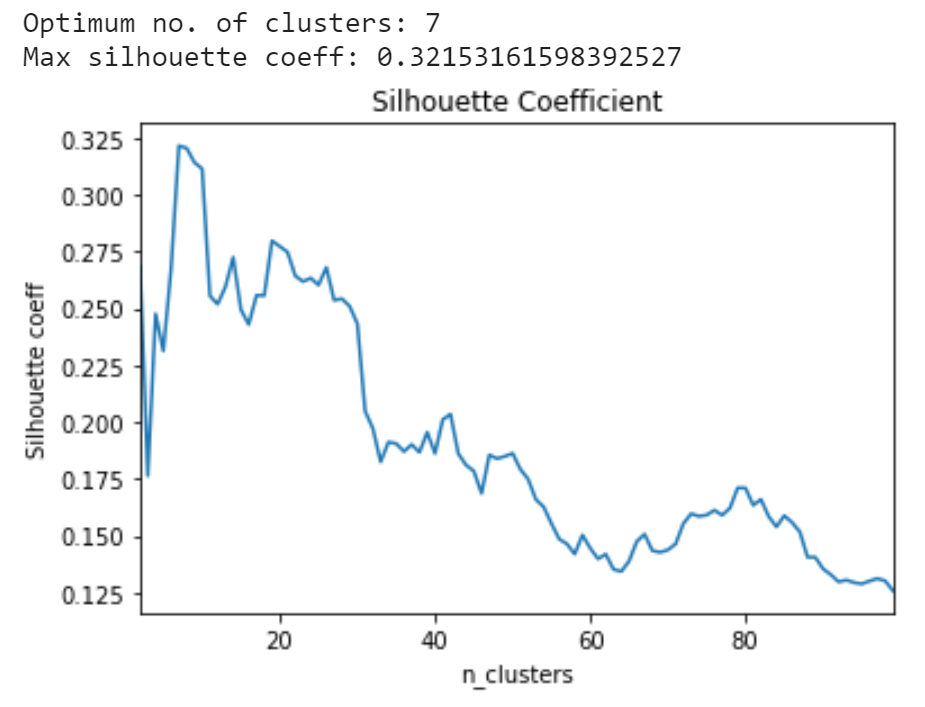 Optimum no. of clusters: 7
Max silhouette coeff: 0.32153161598392527
Silhouette Coefficient
0.325
0.300
0.275
0.250
0.225
0.200
0.175
0.150
0.125
Silhouette coeff
20 40 60 80
n_clusters